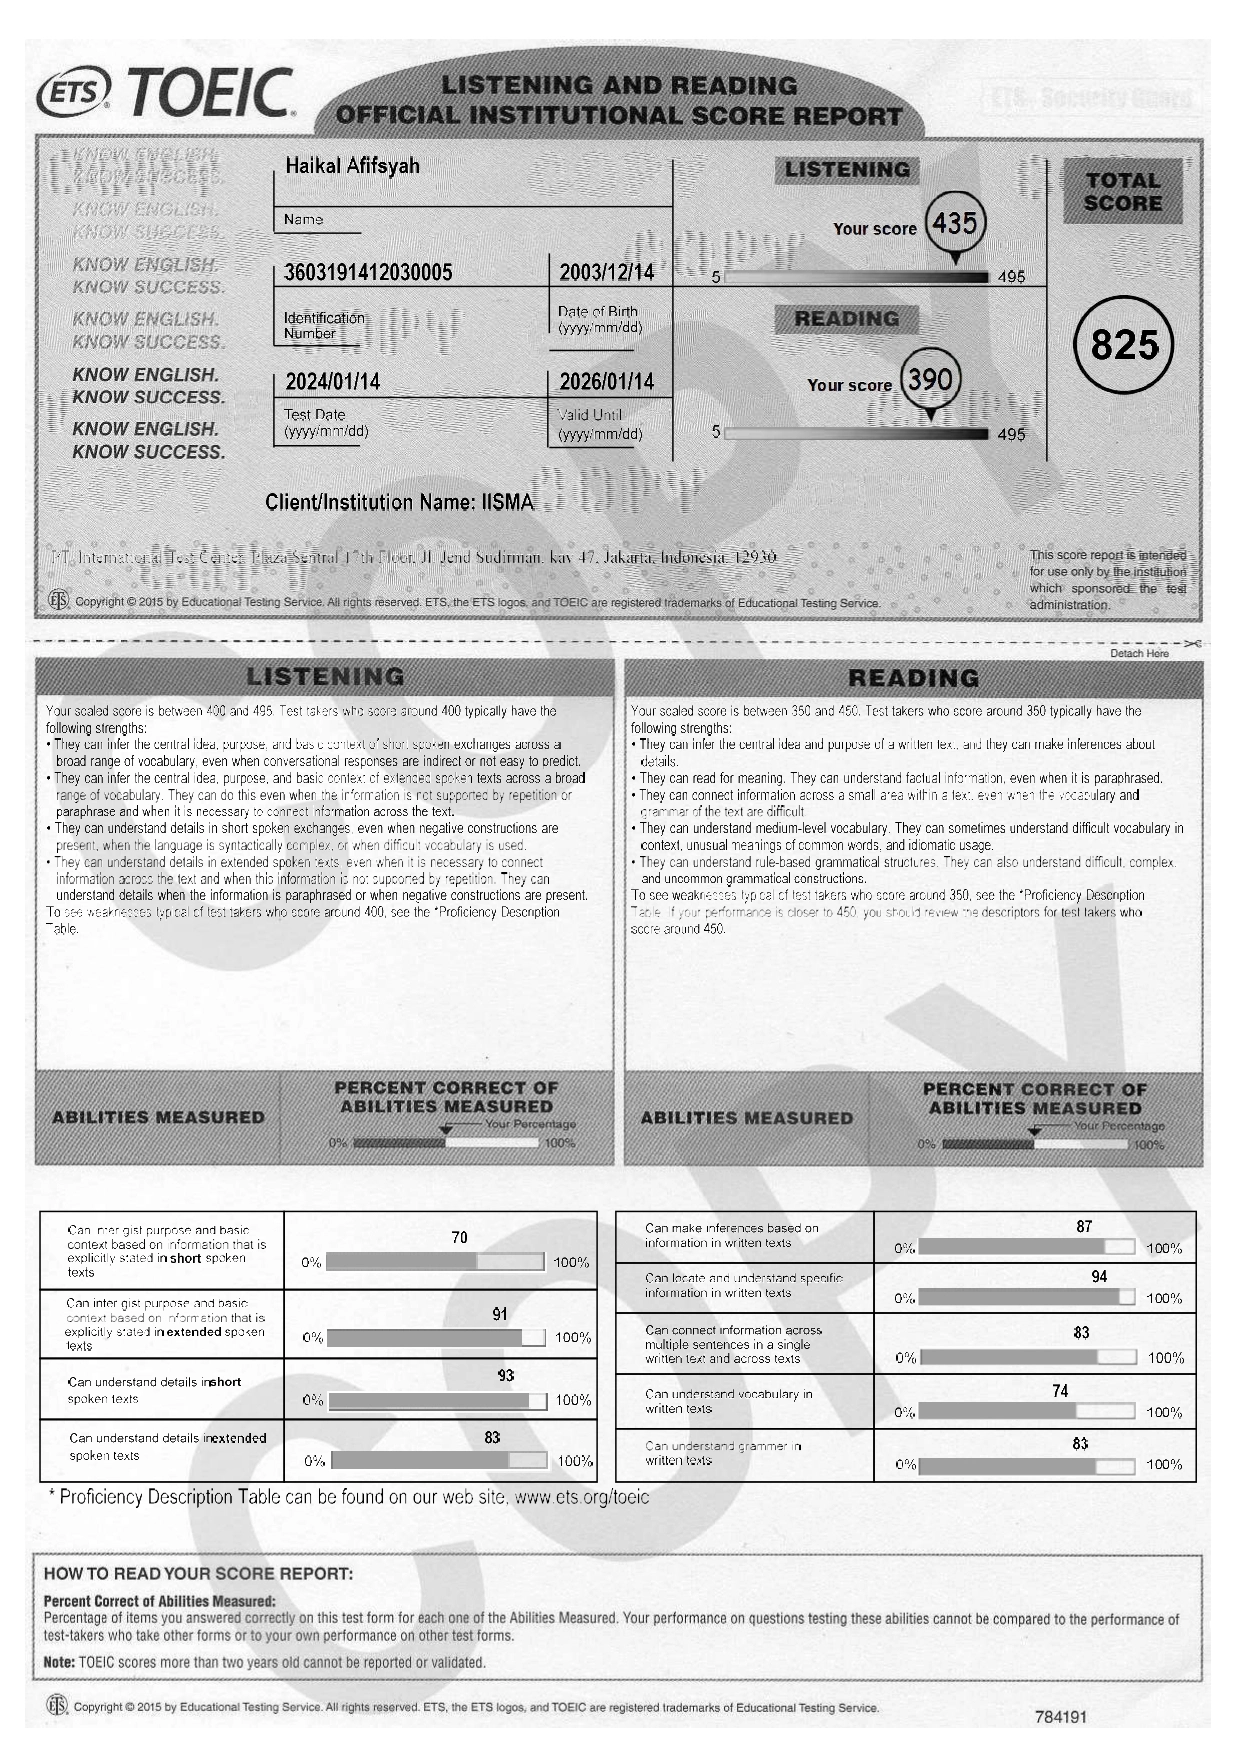 ETS® TOEIC®
LISTENING AND READING
OFFICIAL INSTITUTIONAL SCORE REPORT
ETS - Security Guard
KNOW ENGLISH.
KNOW SUCCESS.
KNOW ENGLISH.
KNOW SUCCESS.
KNOW ENGLISH.
KNOW SUCCESS.
KNOW ENGLISH.
KNOW SUCCESS.
KNOW ENGLISH.
KNOW SUCCESS.
KNOW ENGLISH.
KNOW SUCCESS.
Haikal Afifsyah
Name
3603191412030005
2003/12/14
Identification
Number
Date of Birth
(yyyy/mm/dd)
2024/01/14
2026/01/14
Test Date
(yyyy/mm/dd)
Valid Until
(yyyy/mm/dd)
LISTENING
Your score 435
5 495
READING
Your score 390
5 495
TOTAL
SCORE
825
Client/Institution Name: IISMA
PT. International Test Center, Plaza Sentral 17th Floor, Jl. Jend Sudirman, kav 47, Jakarta, Indonesia, 12930
This score report is intended
for use only by the institution
which sponsored the test
administration.
ETS Copyright © 2015 by Educational Testing Service. All rights reserved. ETS, the ETS logos, and TOEIC are registered trademarks of Educational Testing Service.
Detach Here
COPY
LISTENING
Your scaled score is between 400 and 495. Test takers who score around 400 typically have the
following strengths:
• They can infer the central idea, purpose, and basic context of short spoken exchanges across a
broad range of vocabulary, even when conversational responses are indirect or not easy to predict.
• They can infer the central idea, purpose, and basic context of extended spoken texts across a broad
range of vocabulary. They can do this even when the information is not supported by repetition or
paraphrase and when it is necessary to connect information across the text.
• They can understand details in short spoken exchanges, even when negative constructions are
present, when the language is syntactically complex, or when difficult vocabulary is used.
• They can understand details in extended spoken texts, even when it is necessary to connect
information across the text and when this information is not supported by repetition. They can
understand details when the information is paraphrased or when negative constructions are present.
To see weaknesses typical of test takers who score around 400, see the *Proficiency Description
Table.
READING
Your scaled score is between 350 and 450. Test takers who score around 350 typically have the
following strengths:
• They can infer the central idea and purpose of a written text, and they can make inferences about
details.
• They can read for meaning. They can understand factual information, even when it is paraphrased.
• They can connect information across a small area within a text, even when the vocabulary and
grammar of the text are difficult.
• They can understand medium-level vocabulary. They can sometimes understand difficult vocabulary in
context, unusual meanings of common words, and idiomatic usage.
• They can understand rule-based grammatical structures. They can also understand difficult, complex,
and uncommon grammatical constructions.
To see weaknesses typical of test takers who score around 350, see the *Proficiency Description
Table. If your performance is closer to 450, you should review the descriptors for test takers who
score around 450.
ABILITIES MEASURED
PERCENT CORRECT OF
ABILITIES MEASURED
Your Percentage
0% 100%
ABILITIES MEASURED
PERCENT CORRECT OF
ABILITIES MEASURED
Your Percentage
0% 100%
Can infer gist purpose and basic
context based on information that is
explicitly stated in short spoken
texts
70
0% 100%
Can infer gist purpose and basic
context based on information that is
explicitly stated in extended spoken
texts
91
0% 100%
Can understand details inshort
spoken texts
93
0% 100%
Can understand details inextended
spoken texts
83
0% 100%
Can make inferences based on
information in written texts
87
0% 100%
Can locate and understand specific
information in written texts
94
0% 100%
Can connect information across
multiple sentences in a single
written text and across texts
83
0% 100%
Can understand vocabulary in
written texts
74
0% 100%
Can understand grammer in
written texts
83
0% 100%
* Proficiency Description Table can be found on our web site, www.ets.org/toeic
HOW TO READ YOUR SCORE REPORT:
Percent Correct of Abilities Measured:
Percentage of items you answered correctly on this test form for each one of the Abilities Measured. Your performance on questions testing these abilities cannot be compared to the performance of
test-takers who take other forms or to your own performance on other test forms.
Note: TOEIC scores more than two years old cannot be reported or validated.
ETS Copyright © 2015 by Educational Testing Service. All rights reserved. ETS, the ETS logos, and TOEIC are registered trademarks of Educational Testing Service.
784191
COPY